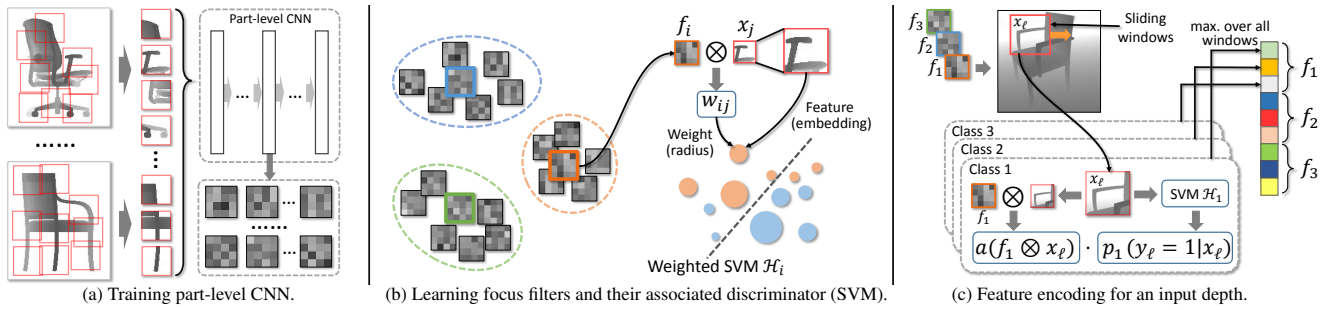 Part-level CNN
... ...
......
...
...
......
...
(a) Training part-level CNN.
f_i ⊗ x_j
w_ij
Weight
(radius)
Feature
(embedding)
Weighted SVM ℋ_i
(b) Learning focus filters and their associated discriminator (SVM).
f_3
f_2
f_1
x_ℓ
Sliding
windows
max. over all
windows
f_1
f_2
f_3
Class 3
Class 2
Class 1
x_ℓ
⊗
f_1
SVM ℋ_1
a(f_1 ⊗ x_ℓ) · p_1(y_ℓ = 1|x_ℓ)
(c) Feature encoding for an input depth.